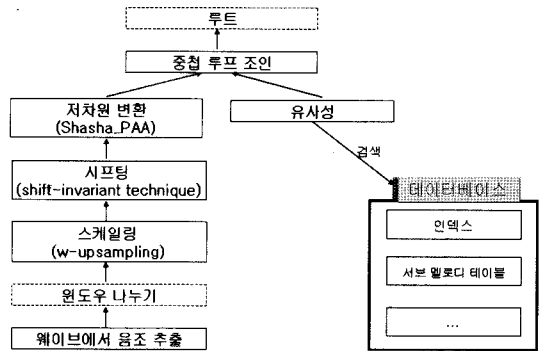 루트
중첩 루프 조인
저차원 변환
(Shasha_PAA)
유사성
검색
시프팅
(shift-invariant technique)
데이터베이스
인덱스
스케일링
(w-upsampling)
서브 멜로디 테이블
윈도우 나누기
...
웨이브에서 음조 추출